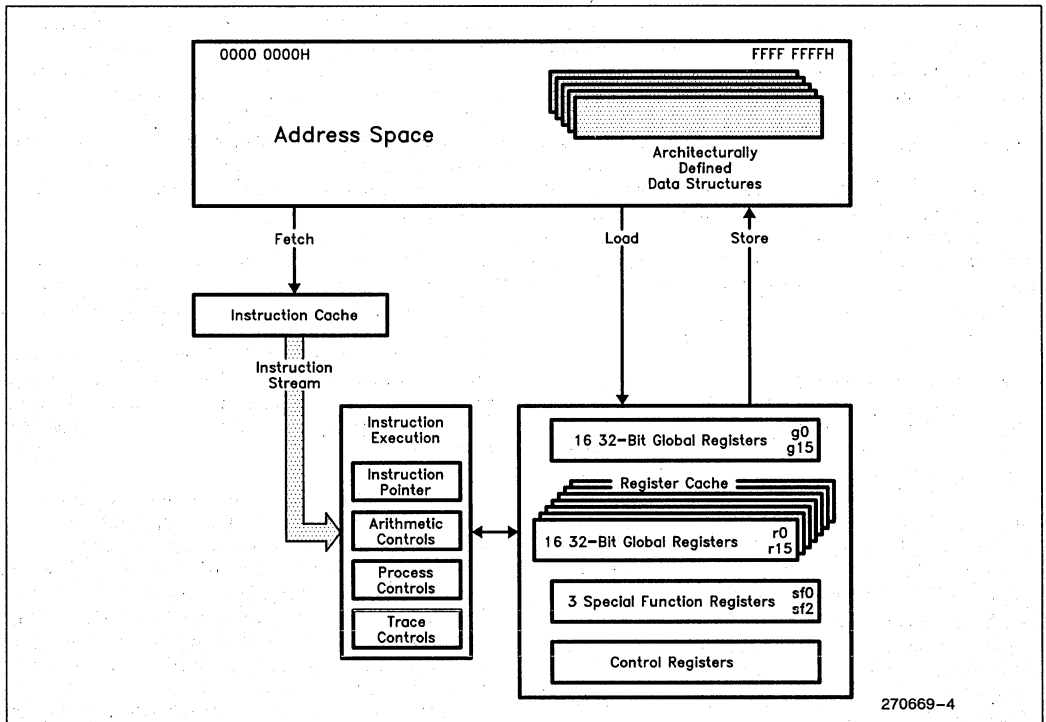 0000 0000H
FFFF FFFFH
Address Space
Architecturally
Defined
Data Structures
Fetch
Load
Store
Instruction Cache
Instruction
Stream
Instruction
Execution
Instruction
Pointer
Arithmetic
Controls
Process
Controls
Trace
Controls
16 32-Bit Global Registers g0
g15
Register Cache
16 32-Bit Global Registers r0
r15
3 Special Function Registers sf0
sf2
Control Registers
270669-4